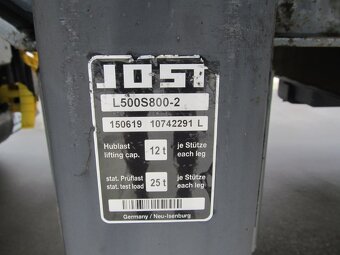 JOST
L500S800-2
150619 10742291 L
Hublast 12 t je Stütze
lifting cap. each leg
stat. Prüflast 25 t je Stütze
stat. test load each leg
Germany / Neu-Isenburg